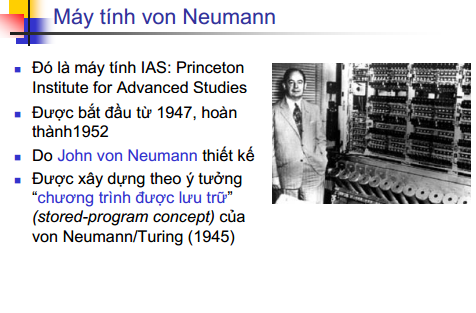 Máy tính von Neumann
Đó là máy tính IAS: Princeton
Institute for Advanced Studies
Được bắt đầu từ 1947, hoàn
thành1952
Do John von Neumann thiết kế
Được xây dựng theo ý tưởng
“chương trình được lưu trữ”
(stored-program concept) của
von Neumann/Turing (1945)